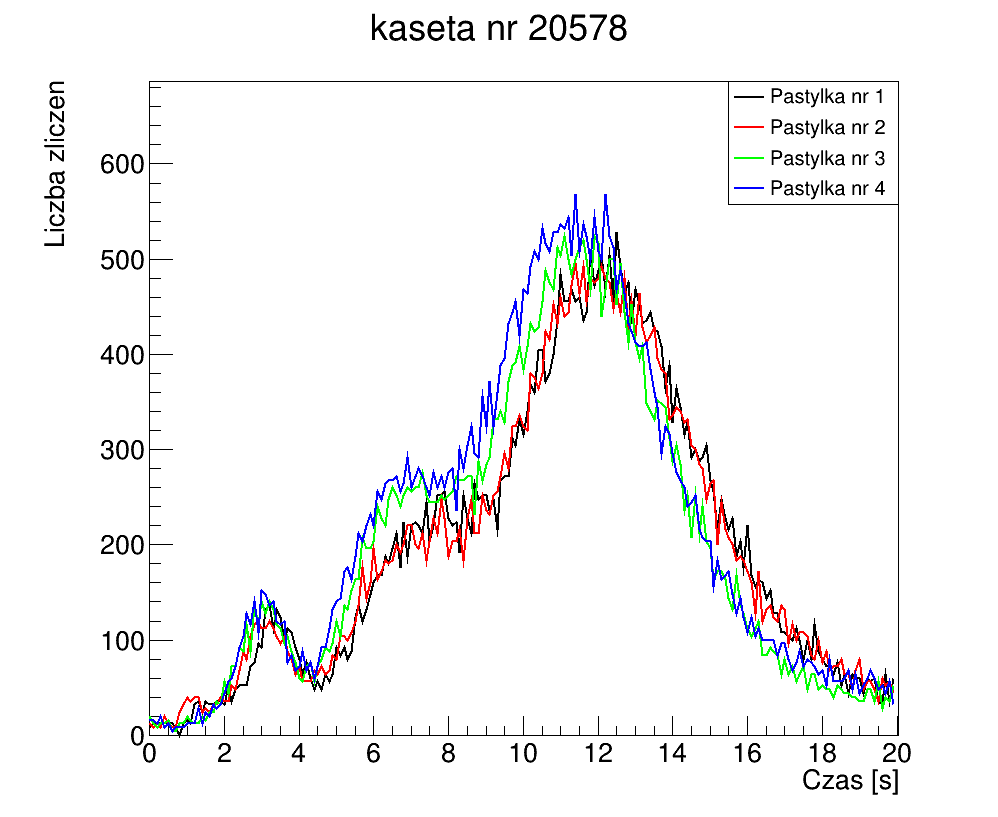 kaseta nr 20578
Liczba zliczen
Pastylka nr 1
Pastylka nr 2
Pastylka nr 3
Pastylka nr 4
600
500
400
300
200
100
0
0 2 4 6 8 10 12 14 16 18 20
Czas [s]